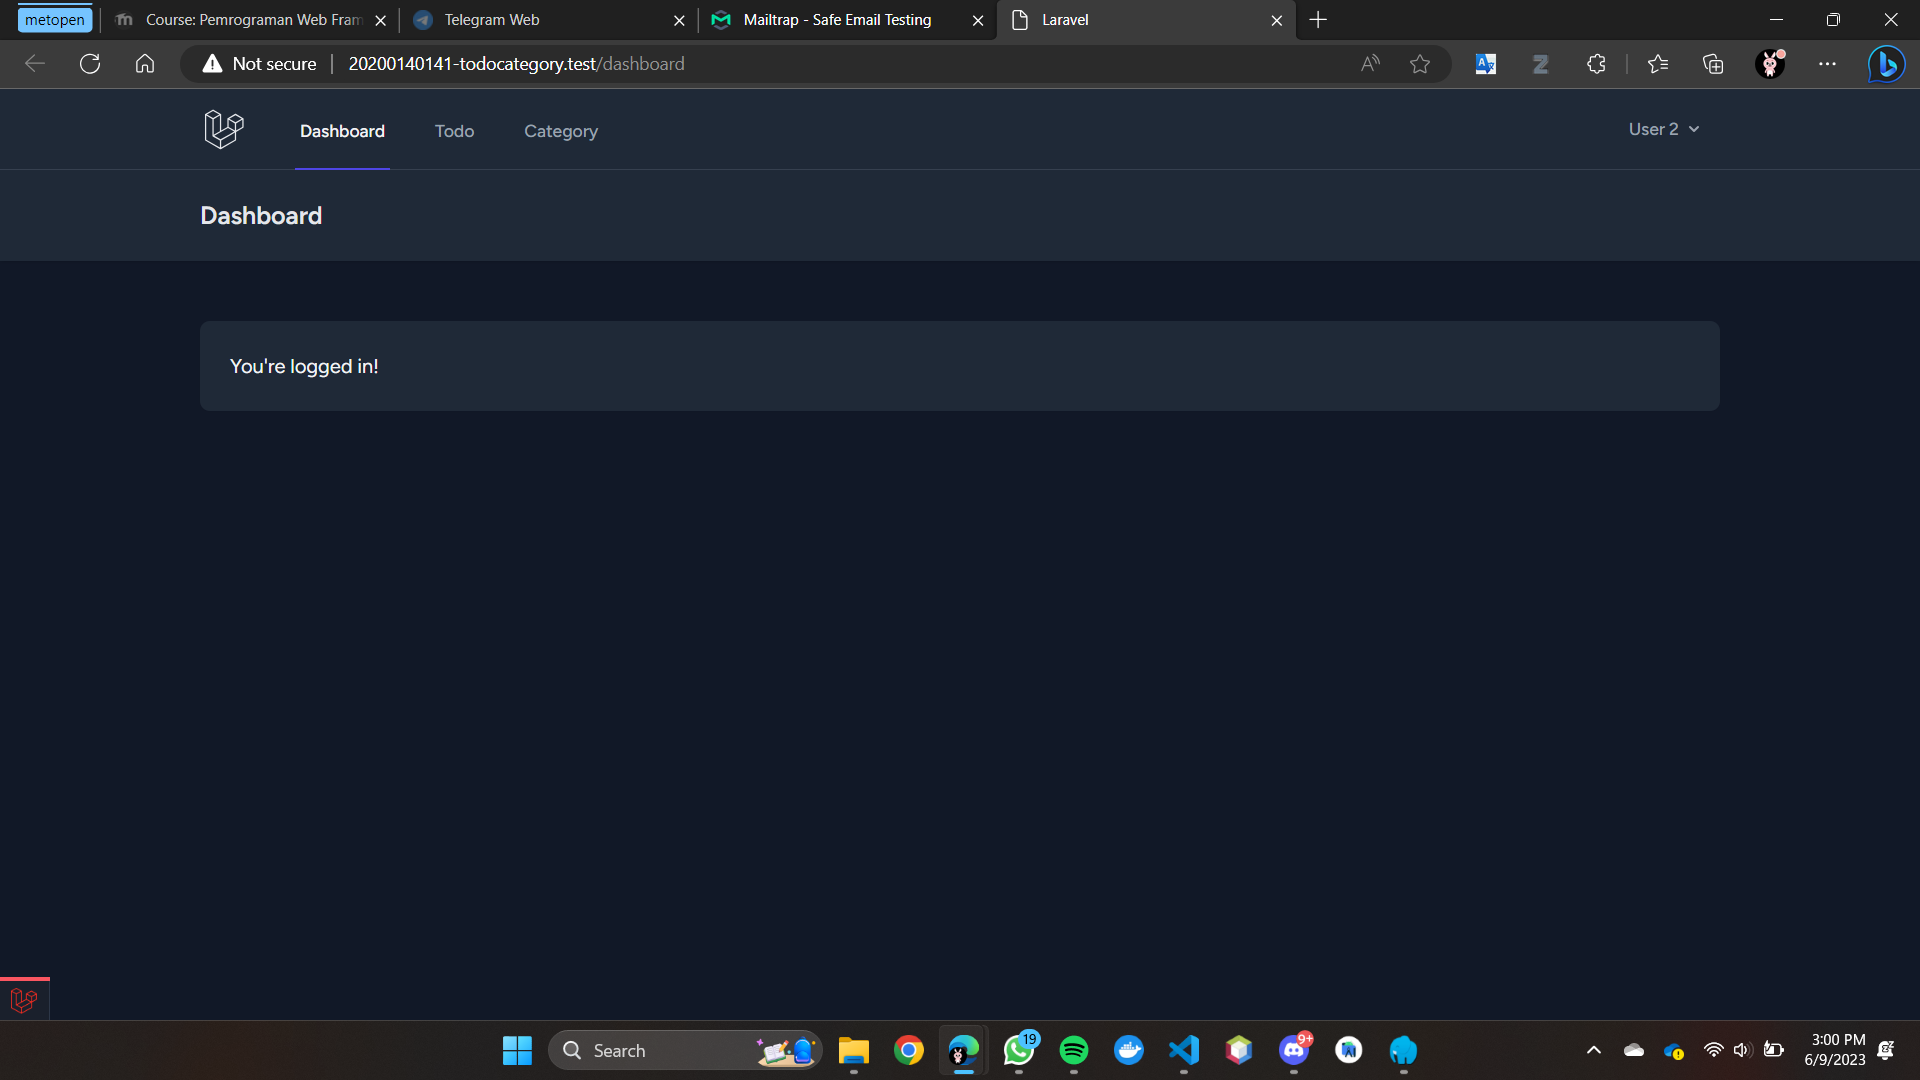 metopen
Course: Pemrograman Web Fram
Telegram Web
Mailtrap - Safe Email Testing
Laravel
Not secure
20200140141-todocategory.test/dashboard
Dashboard
Todo
Category
User 2
Dashboard
You're logged in!
Search
19
9+
3:00 PM
6/9/2023